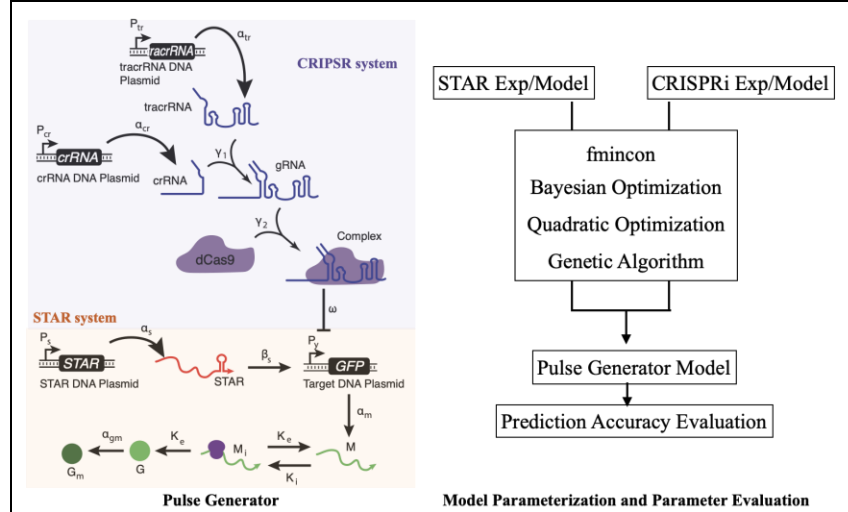 P_tr
racrRNA
α_tr
tracrRNA DNA
Plasmid
CRIPSR system
tracrRNA
P_cr
crRNA
α_cr
crRNA DNA Plasmid
crRNA
γ_1
gRNA
γ_2
dCas9
Complex
ω
STAR system
P_s
STAR
α_s
STAR DNA Plasmid
STAR
β_s
P_y
GFP
Target DNA Plasmid
α_m
G_m
α_gm
G
K_e
M_i
K_e
K_i
M
Pulse Generator
STAR Exp/Model
CRISPRi Exp/Model
fmincon
Bayesian Optimization
Quadratic Optimization
Genetic Algorithm
Pulse Generator Model
Prediction Accuracy Evaluation
Model Parameterization and Parameter Evaluation